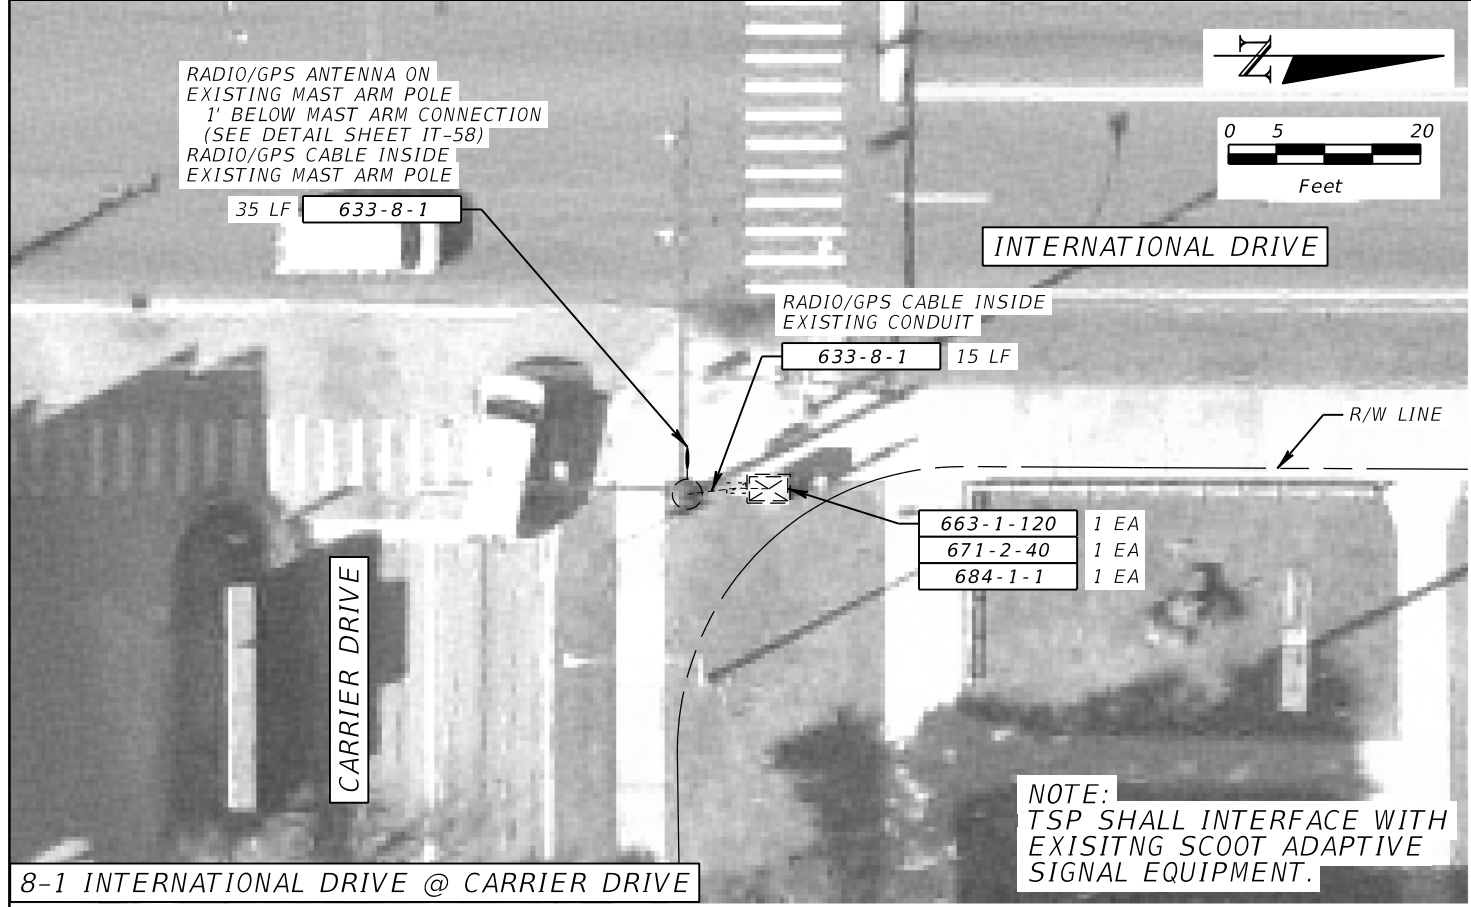 RADIO/GPS ANTENNA ON
EXISTING MAST ARM POLE
1' BELOW MAST ARM CONNECTION
(SEE DETAIL SHEET IT-58)
RADIO/GPS CABLE INSIDE
EXISTING MAST ARM POLE
35 LF 633-8-1
N
0 5 20
Feet
INTERNATIONAL DRIVE
RADIO/GPS CABLE INSIDE
EXISTING CONDUIT
633-8-1 15 LF
R/W LINE
663-1-120 1 EA
671-2-40 1 EA
684-1-1 1 EA
CARRIER DRIVE
NOTE:
TSP SHALL INTERFACE WITH
EXISITNG SCOOT ADAPTIVE
SIGNAL EQUIPMENT.
8-1 INTERNATIONAL DRIVE @ CARRIER DRIVE